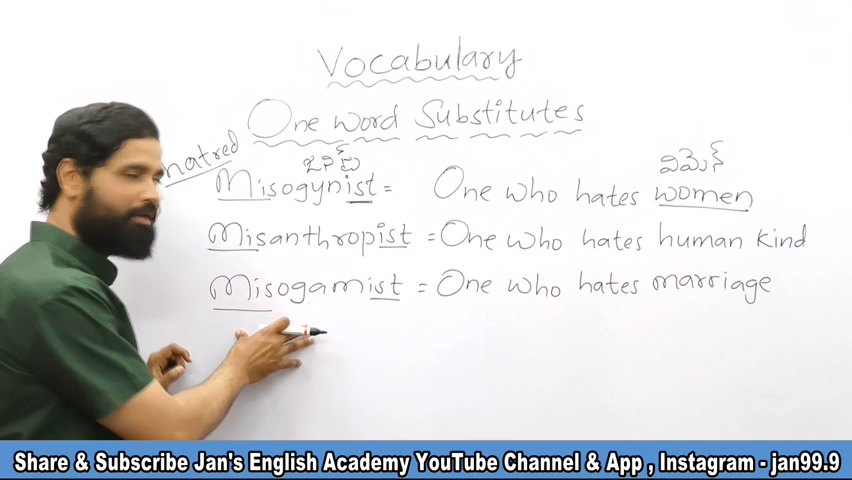 Vocabulary
One word Substitutes
hatred
ఒనిస్ట్
విమెన్
Misogynist = One who hates women
Misanthropist = One who hates human kind
Misogamist = One who hates marriage
Share & Subscribe Jan's English Academy YouTube Channel & App , Instagram - jan99.9